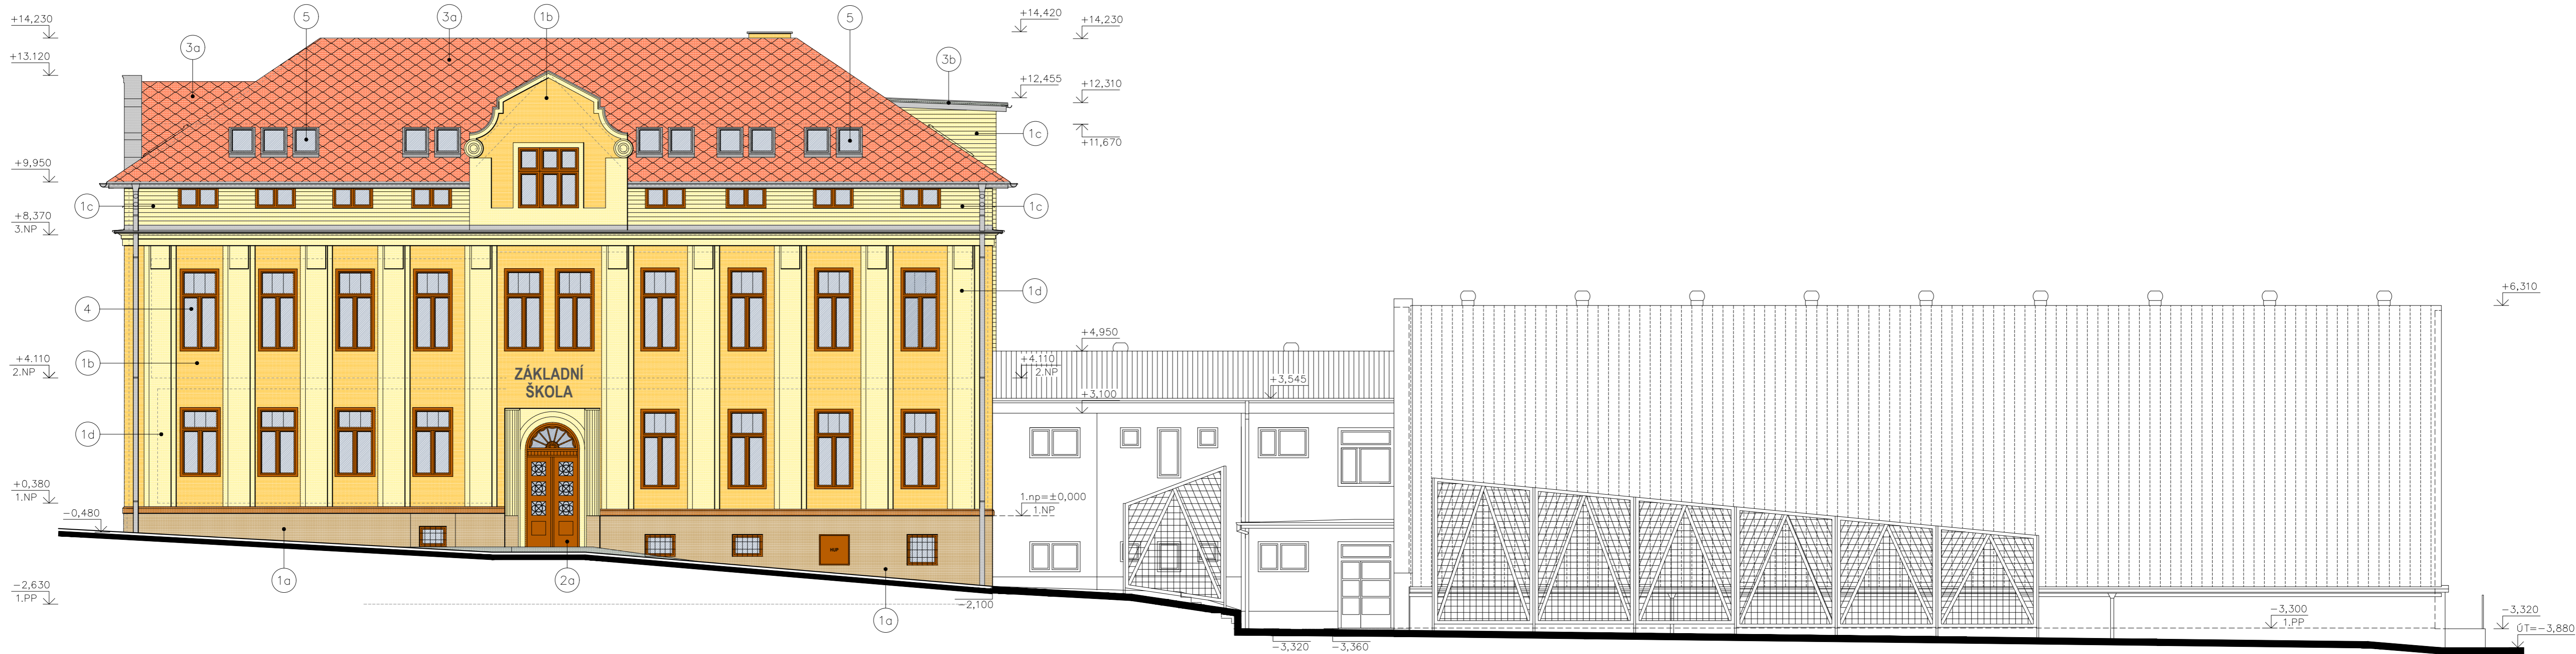 +14,230
5
3a
1b
5
+14,420
+14,230
3a
+13.120
3b
+12,455
+12,310
1c
+11,670
+9,950
1c
1c
+8,370
3.NP
1d
4
+6,310
+4,950
+4.110
2.NP
1b
+4.110
2.NP
+3,545
ZÁKLADNÍ
ŠKOLA
+3,100
1d
+0,380
1.NP
1.np=±0,000
1.NP
-0,480
HUP
1a
2a
-2,630
1.PP
-2,100
1a
-3,300
1.PP
-3,320
ÚT=-3,880
-3,320
-3,360